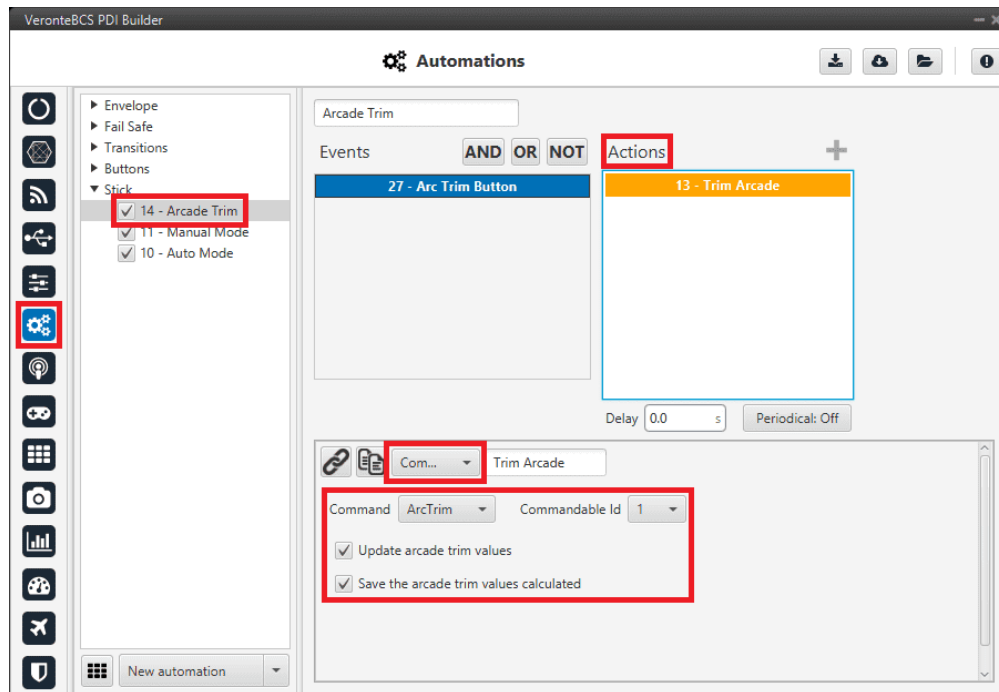 VeronteBCS PDI Builder
Automations
Envelope
Fail Safe
Transitions
Buttons
Stick
14 - Arcade Trim
11 - Manual Mode
10 - Auto Mode
New automation
Arcade Trim
Events AND OR NOT Actions
27 - Arc Trim Button
13 - Trim Arcade
Delay 0.0 s Periodical: Off
Com... Trim Arcade
Command ArcTrim Commandable Id 1
Update arcade trim values
Save the arcade trim values calculated